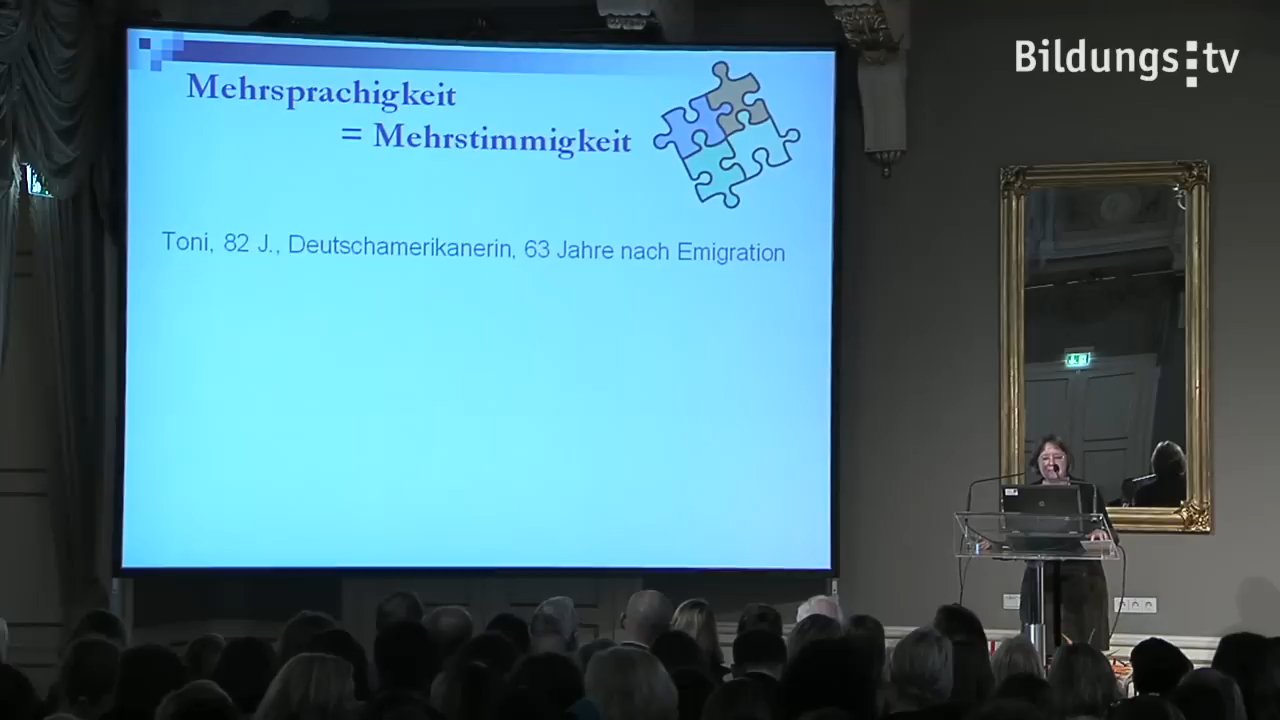 Bildungs:tv
Mehrsprachigkeit
= Mehrstimmigkeit
Toni, 82 J., Deutschamerikanerin, 63 Jahre nach Emigration